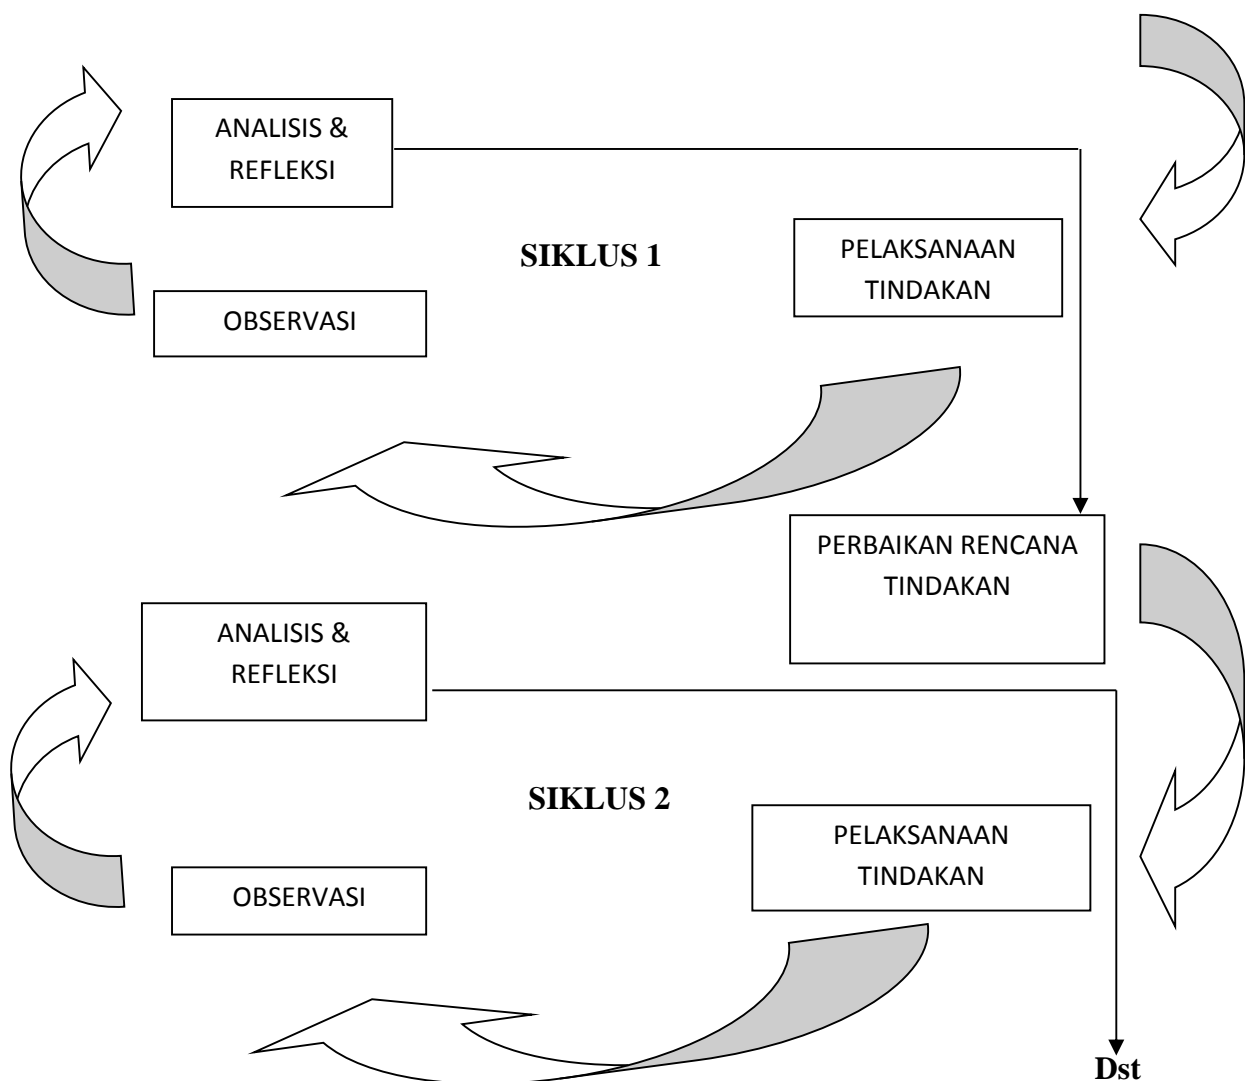 ANALISIS &
REFLEKSI
SIKLUS 1
PELAKSANAAN
TINDAKAN
OBSERVASI
PERBAIKAN RENCANA
TINDAKAN
ANALISIS &
REFLEKSI
SIKLUS 2
PELAKSANAAN
TINDAKAN
OBSERVASI
Dst